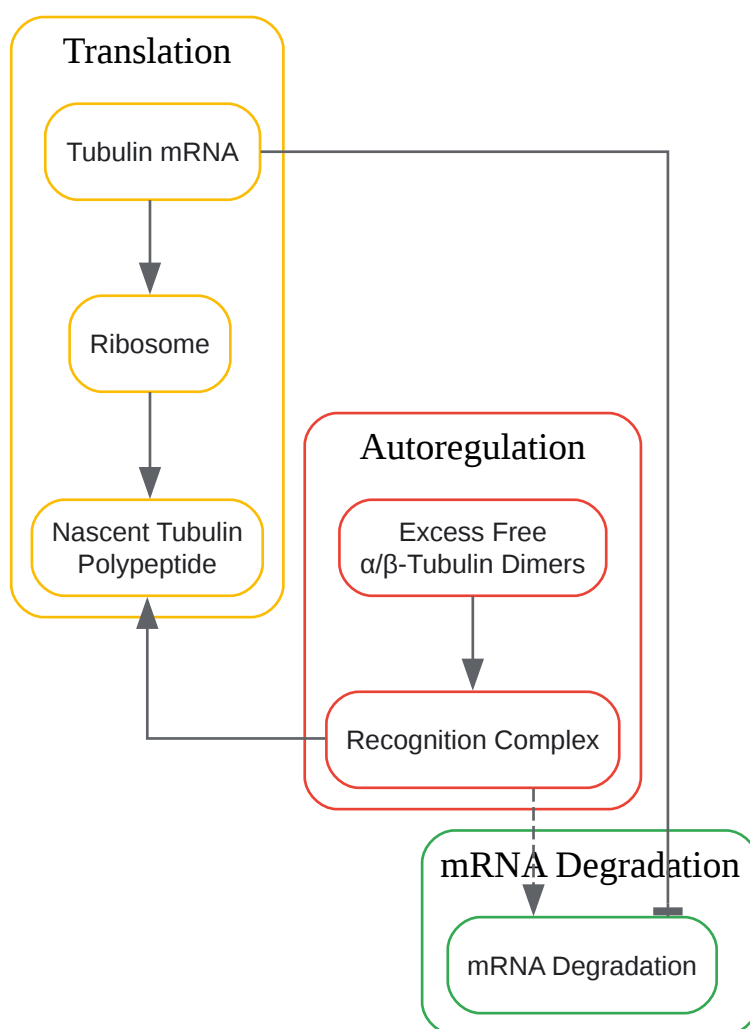 Translation
Tubulin mRNA
Ribosome
Nascent Tubulin
Polypeptide
Autoregulation
Excess Free
α/β-Tubulin Dimers
Recognition Complex
mRNA Degradation
mRNA Degradation